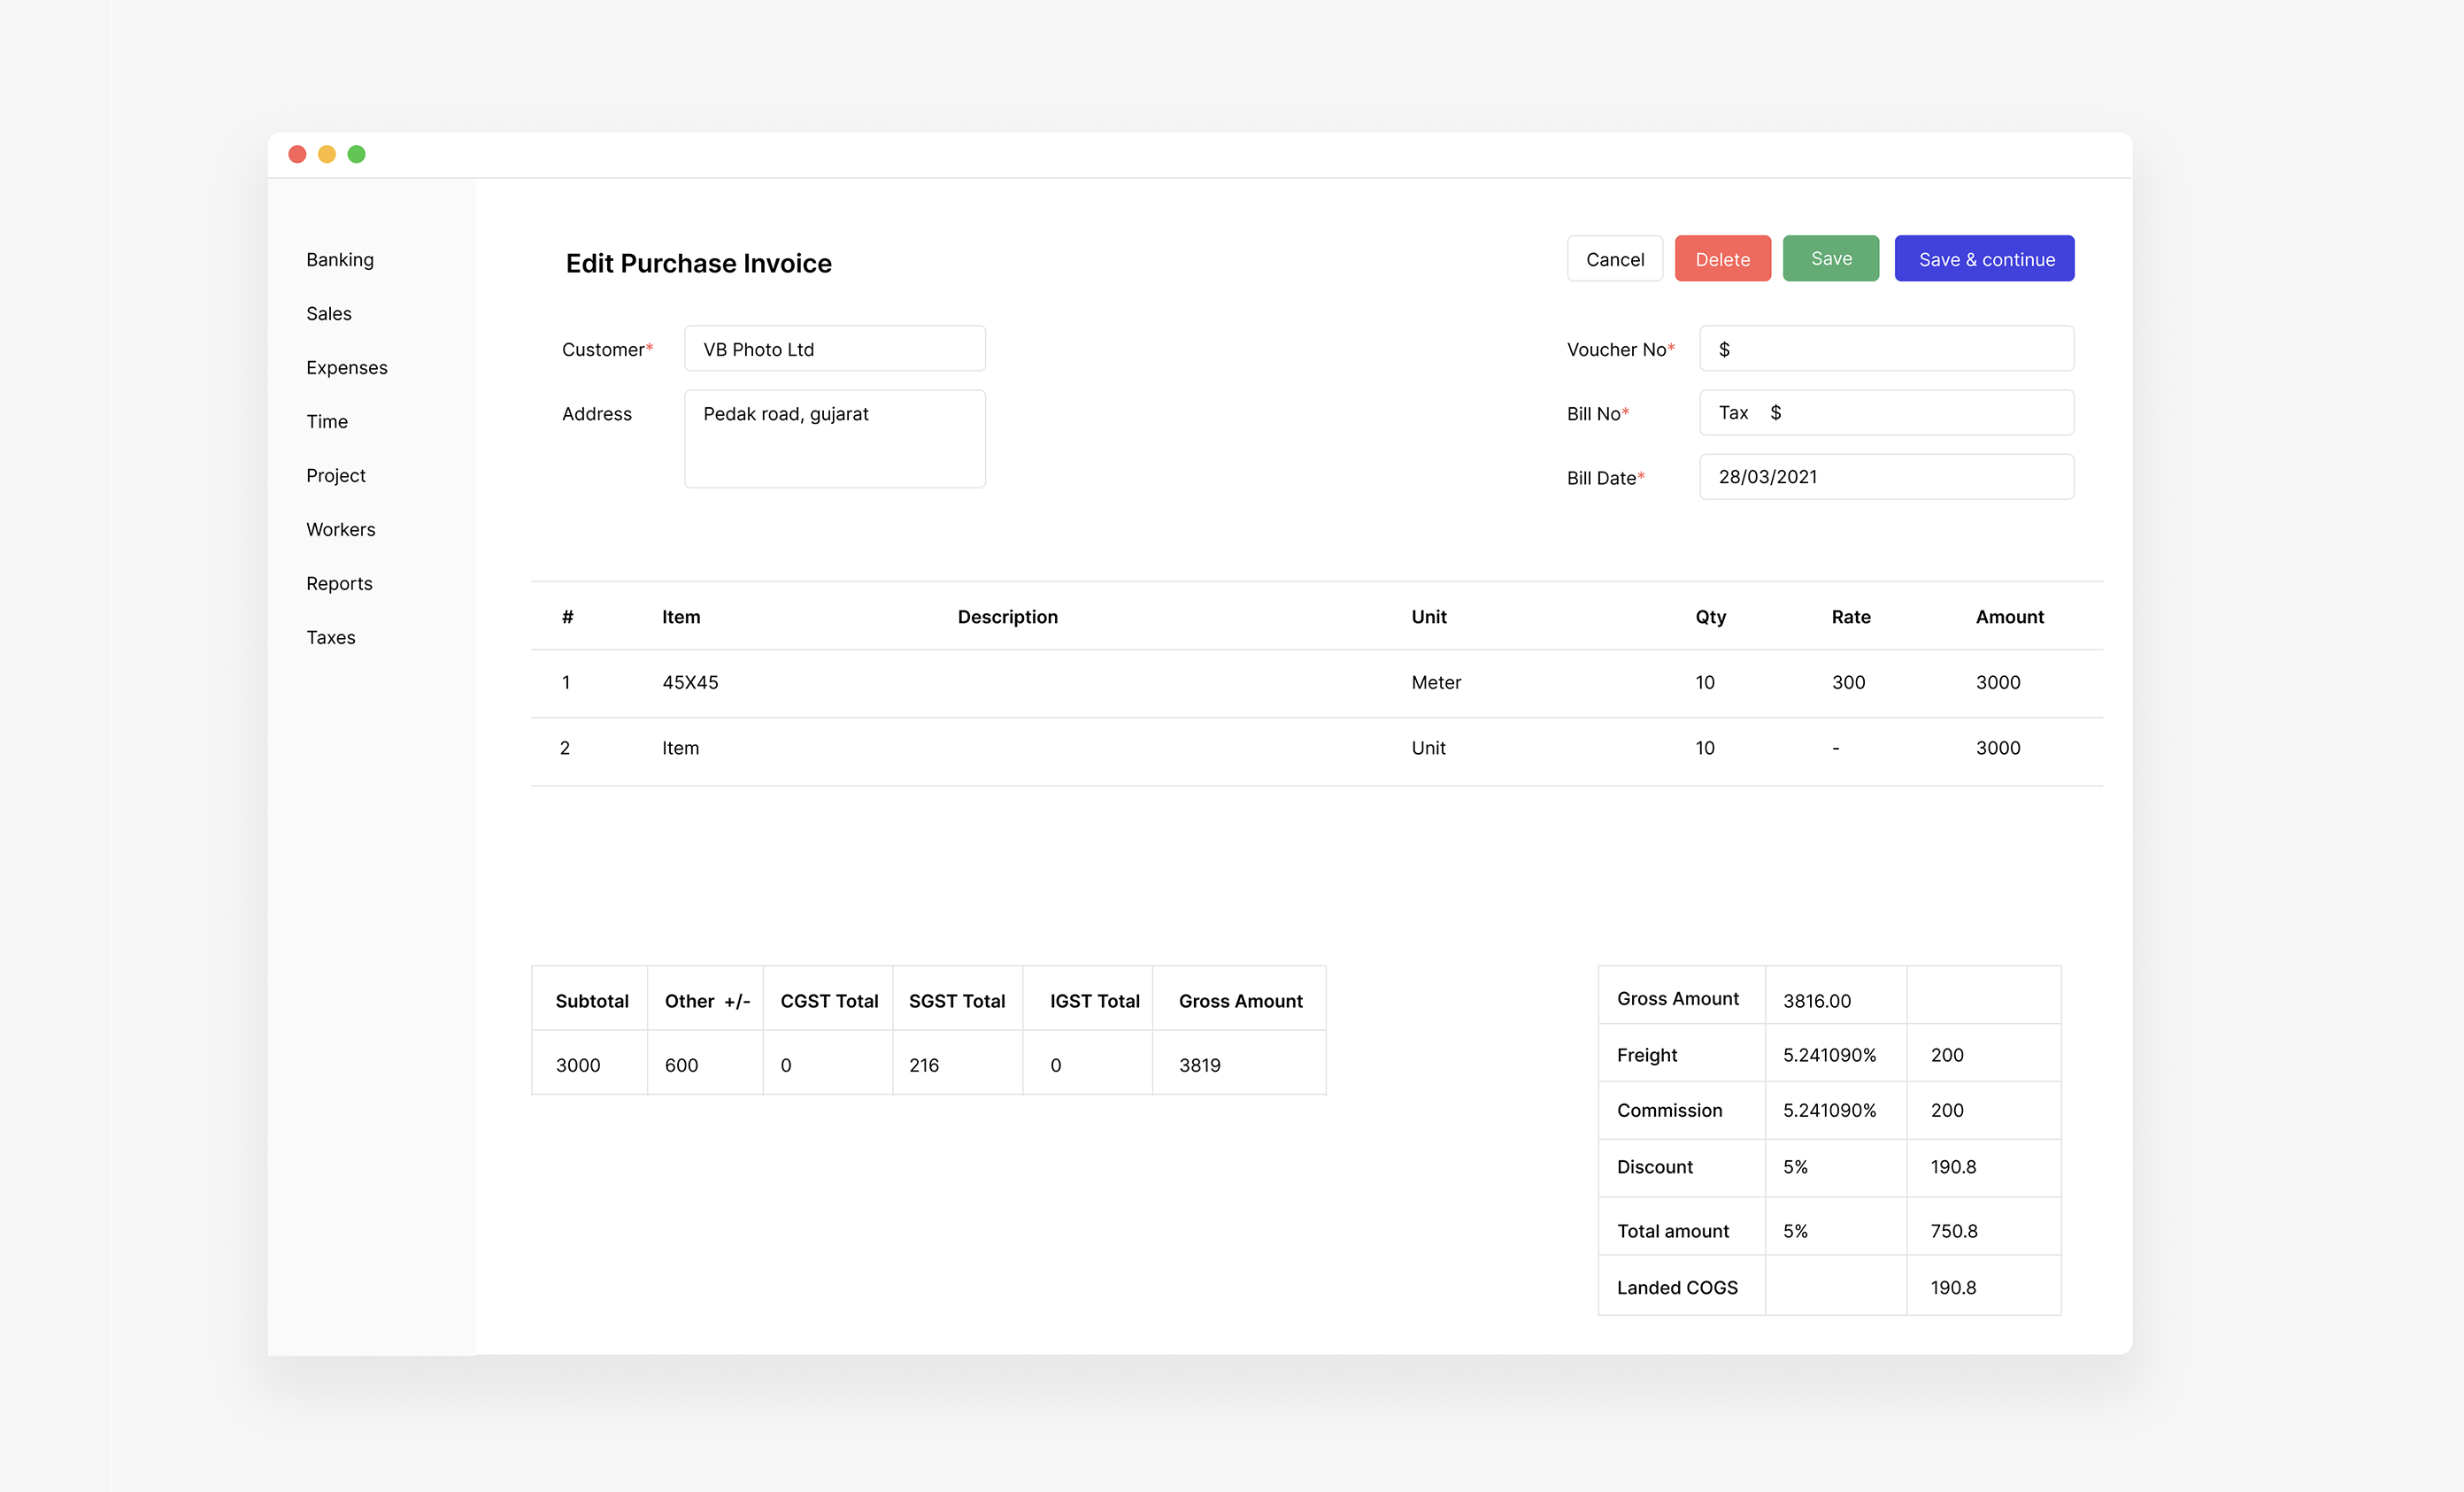 Banking
Sales
Expenses
Time
Project
Workers
Reports
Taxes
Edit Purchase Invoice
Cancel Delete Save Save & continue
Customer* VB Photo Ltd
Address Pedak road, gujarat
Voucher No* $
Bill No* Tax $
Bill Date* 28/03/2021
# Item Description Unit Qty Rate Amount
1 45X45 Meter 10 300 3000
2 Item Unit 10 - 3000
Subtotal Other +/- CGST Total SGST Total IGST Total Gross Amount
3000 600 0 216 0 3819
Gross Amount 3816.00
Freight 5.241090% 200
Commission 5.241090% 200
Discount 5% 190.8
Total amount 5% 750.8
Landed COGS 190.8